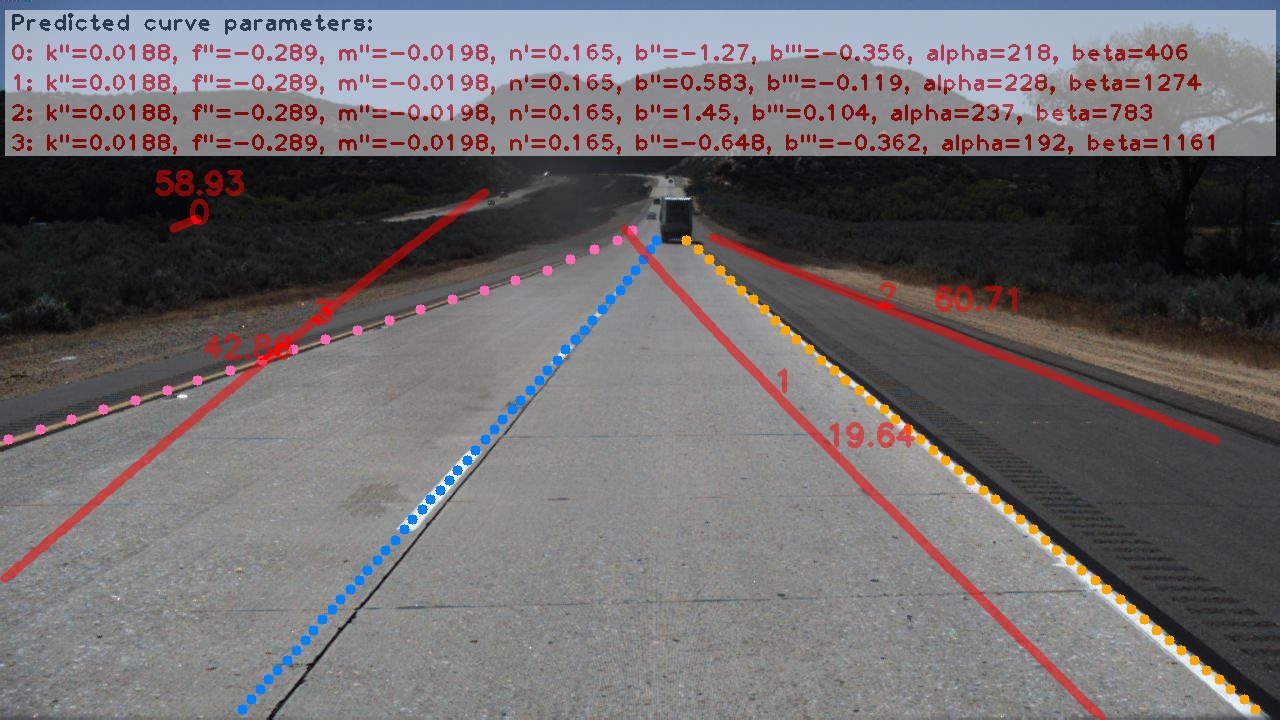 Predicted curve parameters:
0: k''=0.0188, f''=-0.289, m''=-0.0198, n'=0.165, b''=-1.27, b'''=-0.356, alpha=218, beta=406
1: k''=0.0188, f''=-0.289, m''=-0.0198, n'=0.165, b''=0.583, b'''=-0.119, alpha=228, beta=1274
2: k''=0.0188, f''=-0.289, m''=-0.0198, n'=0.165, b''=1.45, b'''=0.104, alpha=237, beta=783
3: k''=0.0188, f''=-0.289, m''=-0.0198, n'=0.165, b''=-0.648, b'''=-0.362, alpha=192, beta=1161
58.93
0
2 60.71
1
19.64